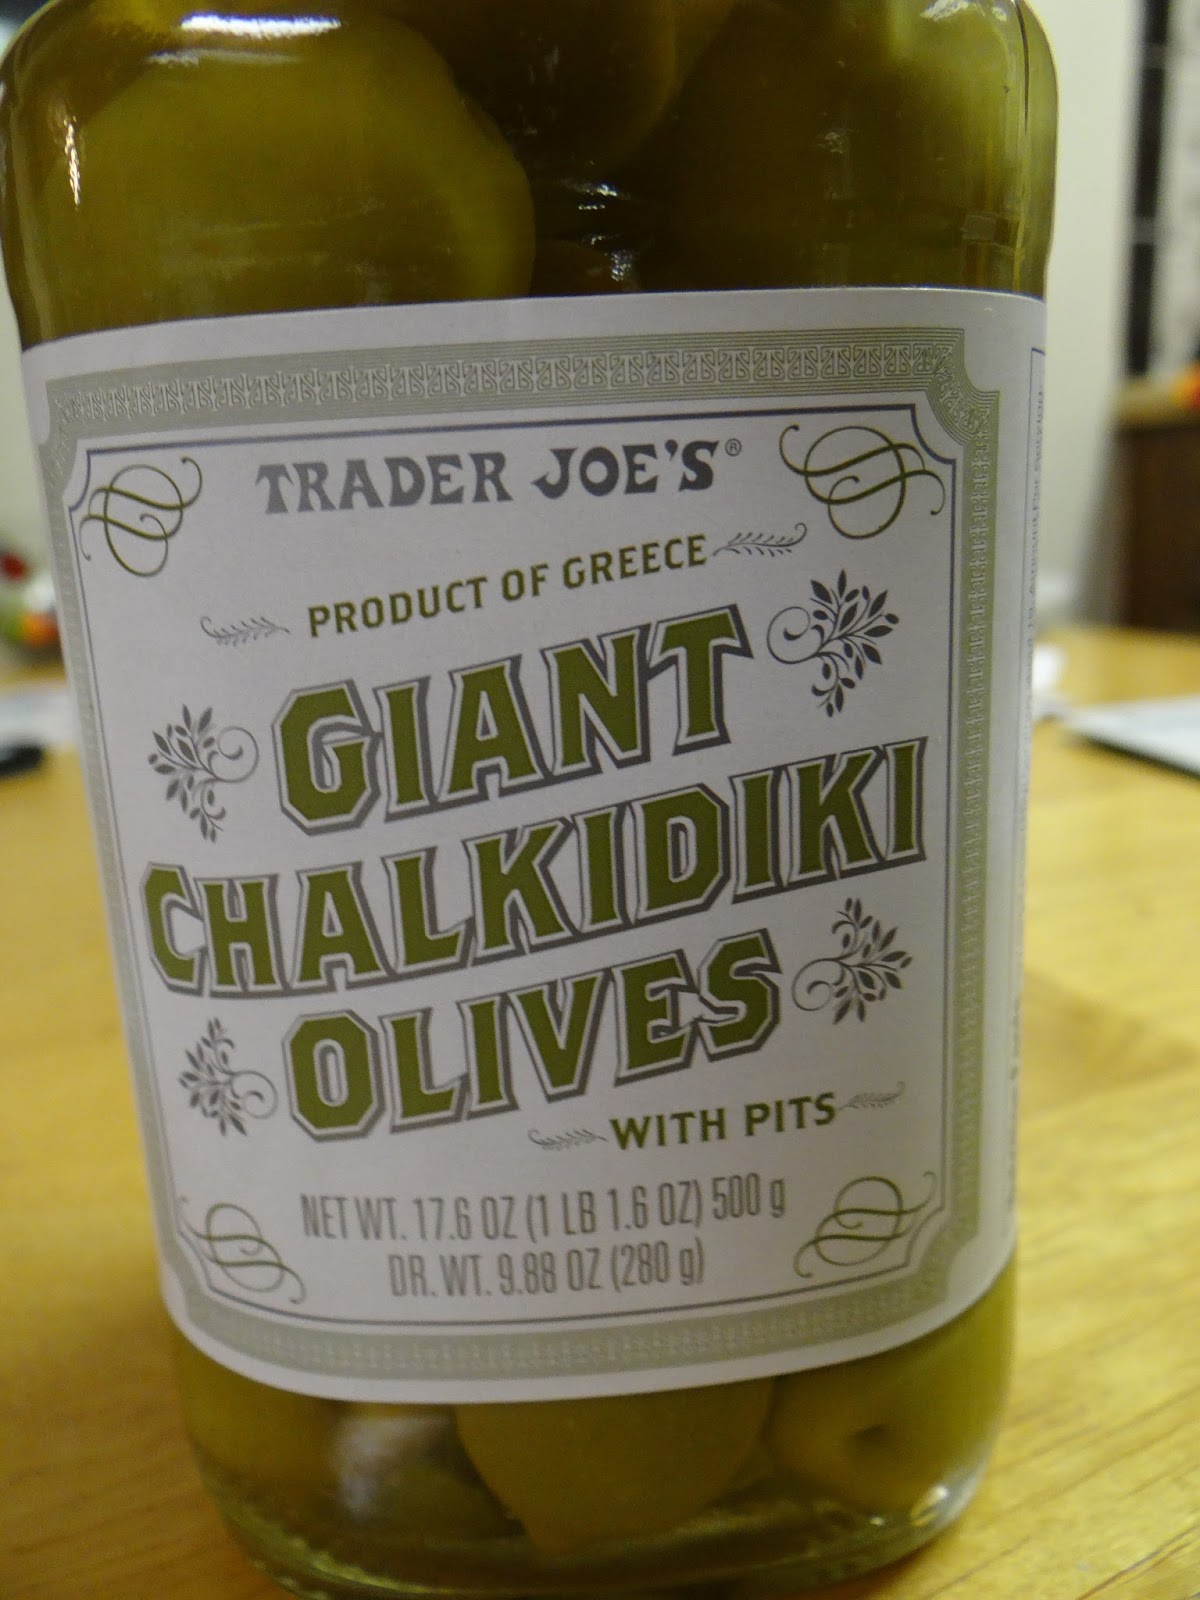 TRADER JOE'S®
PRODUCT OF GREECE
GIANT
CHALKIDIKI
OLIVES
WITH PITS
NET WT. 17.6 OZ (1 LB 1.6 OZ) 500 g
DR. WT. 9.88 OZ (280 g)